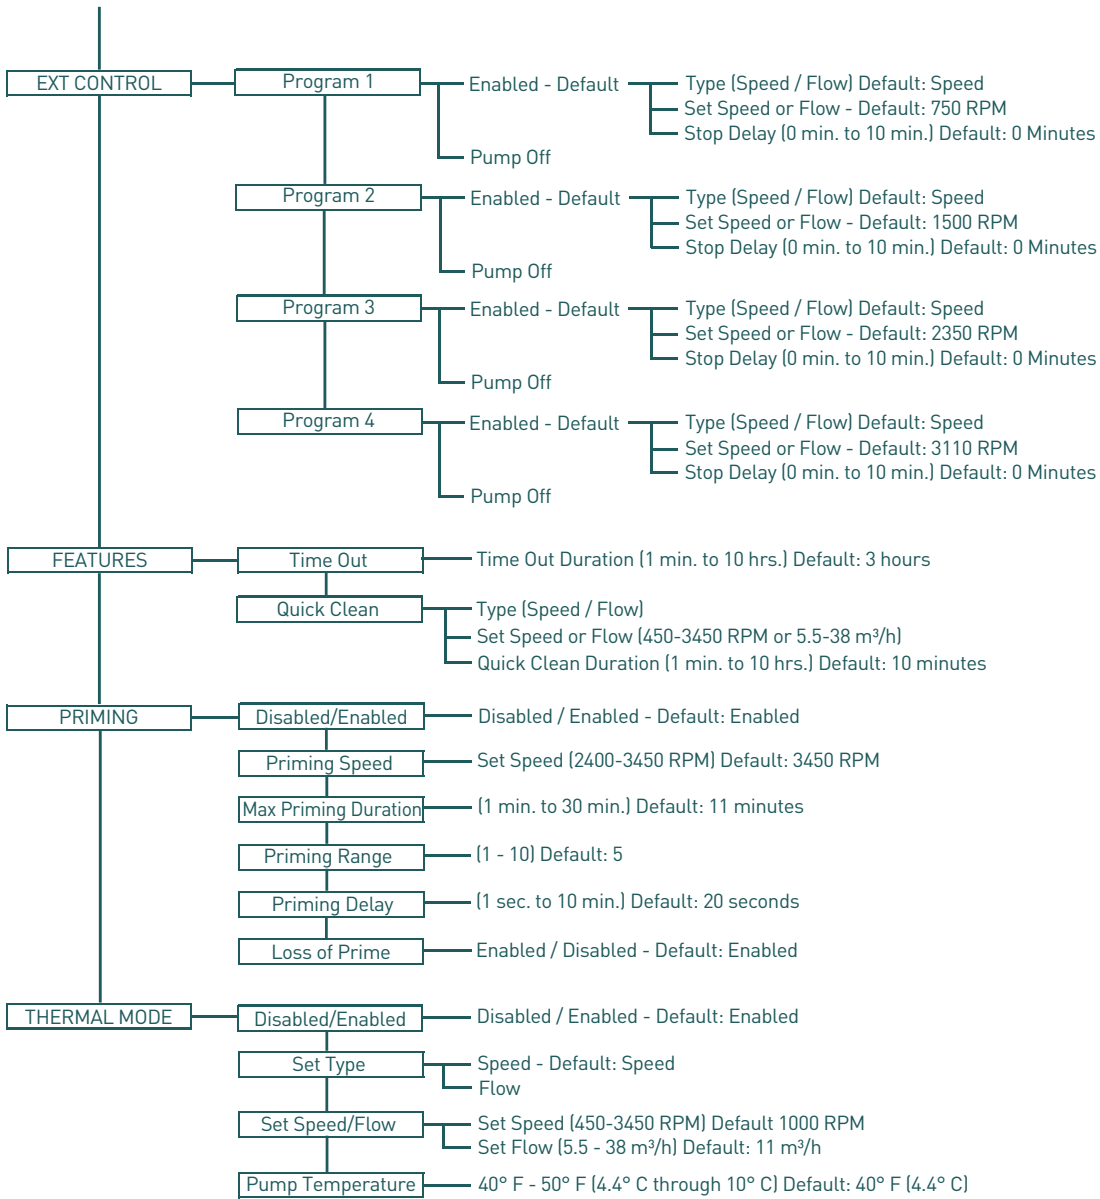 EXT CONTROL
Program 1
Enabled - Default
Type (Speed / Flow) Default: Speed
Set Speed or Flow - Default: 750 RPM
Stop Delay (0 min. to 10 min.) Default: 0 Minutes
Pump Off
Program 2
Enabled - Default
Type (Speed / Flow) Default: Speed
Set Speed or Flow - Default: 1500 RPM
Stop Delay (0 min. to 10 min.) Default: 0 Minutes
Pump Off
Program 3
Enabled - Default
Type (Speed / Flow) Default: Speed
Set Speed or Flow - Default: 2350 RPM
Stop Delay (0 min. to 10 min.) Default: 0 Minutes
Pump Off
Program 4
Enabled - Default
Type (Speed / Flow) Default: Speed
Set Speed or Flow - Default: 3110 RPM
Stop Delay (0 min. to 10 min.) Default: 0 Minutes
Pump Off
FEATURES
Time Out
Time Out Duration (1 min. to 10 hrs.) Default: 3 hours
Quick Clean
Type (Speed / Flow)
Set Speed or Flow (450-3450 RPM or 5.5-38 m³/h)
Quick Clean Duration (1 min. to 10 hrs.) Default: 10 minutes
PRIMING
Disabled/Enabled
Disabled / Enabled - Default: Enabled
Priming Speed
Set Speed (2400-3450 RPM) Default: 3450 RPM
Max Priming Duration
(1 min. to 30 min.) Default: 11 minutes
Priming Range
(1 - 10) Default: 5
Priming Delay
(1 sec. to 10 min.) Default: 20 seconds
Loss of Prime
Enabled / Disabled - Default: Enabled
THERMAL MODE
Disabled/Enabled
Disabled / Enabled - Default: Enabled
Set Type
Speed - Default: Speed
Flow
Set Speed/Flow
Set Speed (450-3450 RPM) Default 1000 RPM
Set Flow (5.5 - 38 m³/h) Default: 11 m³/h
Pump Temperature
40° F - 50° F (4.4° C through 10° C) Default: 40° F (4.4° C)